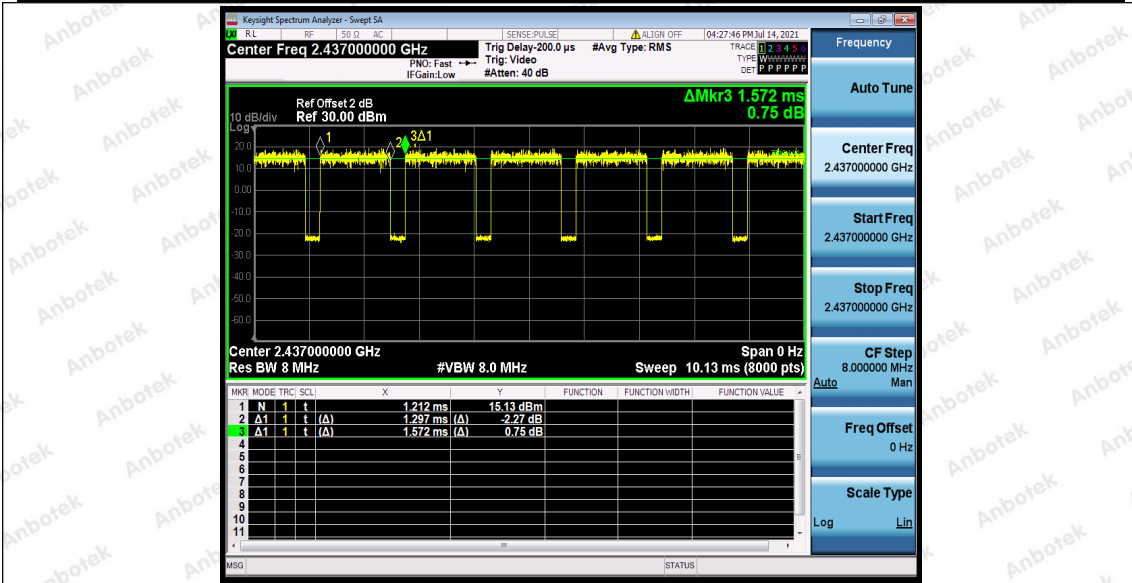 Keysight Spectrum Analyzer - Swept SA
LXI RL RF 50 Ω AC SENSE:PULSE ALIGN OFF 04:27:46 PM Jul 14, 2021
Center Freq 2.437000000 GHz
PNO: Fast
IFGain:Low
Trig Delay-200.0 µs
Trig: Video
#Atten: 40 dB
#Avg Type: RMS
TRACE 1 2 3 4 5 6
TYPE WWWWWW
DET P P P P P P
ΔMkr3 1.572 ms
0.75 dB
Ref Offset 2 dB
10 dB/div Ref 30.00 dBm
Log
1
2
3Δ1
20.0
10.0
0.00
-10.0
-20.0
-30.0
-40.0
-50.0
-60.0
Center 2.437000000 GHz Span 0 Hz
Res BW 8 MHz #VBW 8.0 MHz Sweep 10.13 ms (8000 pts)
MKR MODE TRC SCL X Y FUNCTION FUNCTION WIDTH FUNCTION VALUE
1 N 1 t 1.212 ms 15.13 dBm
2 Δ1 1 t (Δ) 1.297 ms (Δ) -2.27 dB
3 Δ1 1 t (Δ) 1.572 ms (Δ) 0.75 dB
4
5
6
7
8
9
10
11
MSG STATUS
Frequency
Auto Tune
Center Freq
2.437000000 GHz
Start Freq
2.437000000 GHz
Stop Freq
2.437000000 GHz
CF Step
8.000000 MHz
Auto Man
Freq Offset
0 Hz
Scale Type
Log Lin
Anbotek